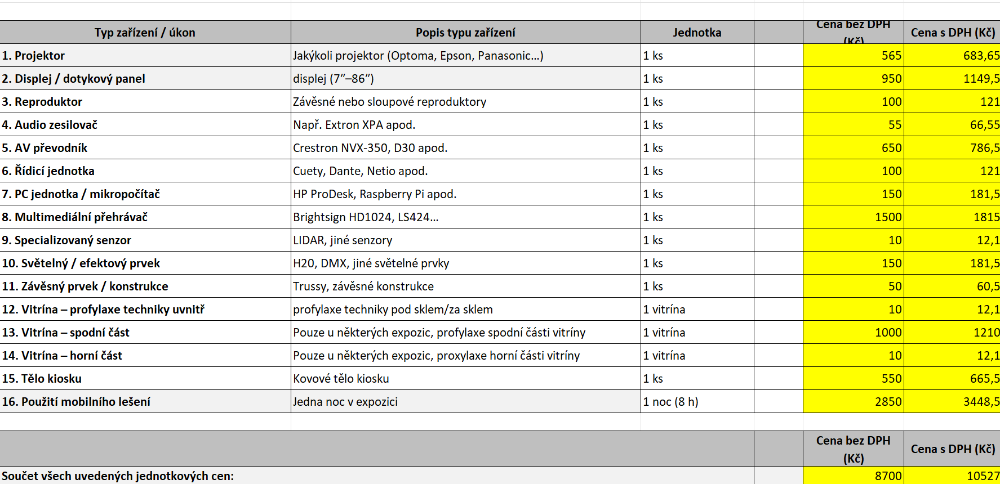 Typ zařízení / úkon Popis typu zařízení Jednotka Cena bez DPH (Kč) Cena s DPH (Kč)
1. Projektor Jakýkoli projektor (Optoma, Epson, Panasonic…) 1 ks 565 683,65
2. Displej / dotykový panel displej (7″–86″) 1 ks 950 1149,5
3. Reproduktor Závěsné nebo sloupové reproduktory 1 ks 100 121
4. Audio zesilovač Např. Extron XPA apod. 1 ks 55 66,55
5. AV převodník Crestron NVX-350, D30 apod. 1 ks 650 786,5
6. Řídicí jednotka Cuety, Dante, Netio apod. 1 ks 100 121
7. PC jednotka / mikropočítač HP ProDesk, Raspberry Pi apod. 1 ks 150 181,5
8. Multimediální přehrávač Brightsign HD1024, LS424… 1 ks 1500 1815
9. Specializovaný senzor LIDAR, jiné senzory 1 ks 10 12,1
10. Světelný / efektový prvek H20, DMX, jiné světelné prvky 1 ks 150 181,5
11. Závěsný prvek / konstrukce Trussy, závěsné konstrukce 1 ks 50 60,5
12. Vitrína – profylaxe techniky uvnitř profylaxe techniky pod sklem/za sklem 1 vitrína 10 12,1
13. Vitrína – spodní část Pouze u některých expozic, profylaxe spodní části vitríny 1 vitrína 1000 1210
14. Vitrína – horní část Pouze u některých expozic, proxylaxe horní části vitríny 1 vitrína 10 12,1
15. Tělo kiosku Kovové tělo kiosku 1 ks 550 665,5
16. Použití mobilního lešení Jedna noc v expozici 1 noc (8 h) 2850 3448,5
Cena bez DPH (Kč) Cena s DPH (Kč)
Součet všech uvedených jednotkových cen: 8700 10527